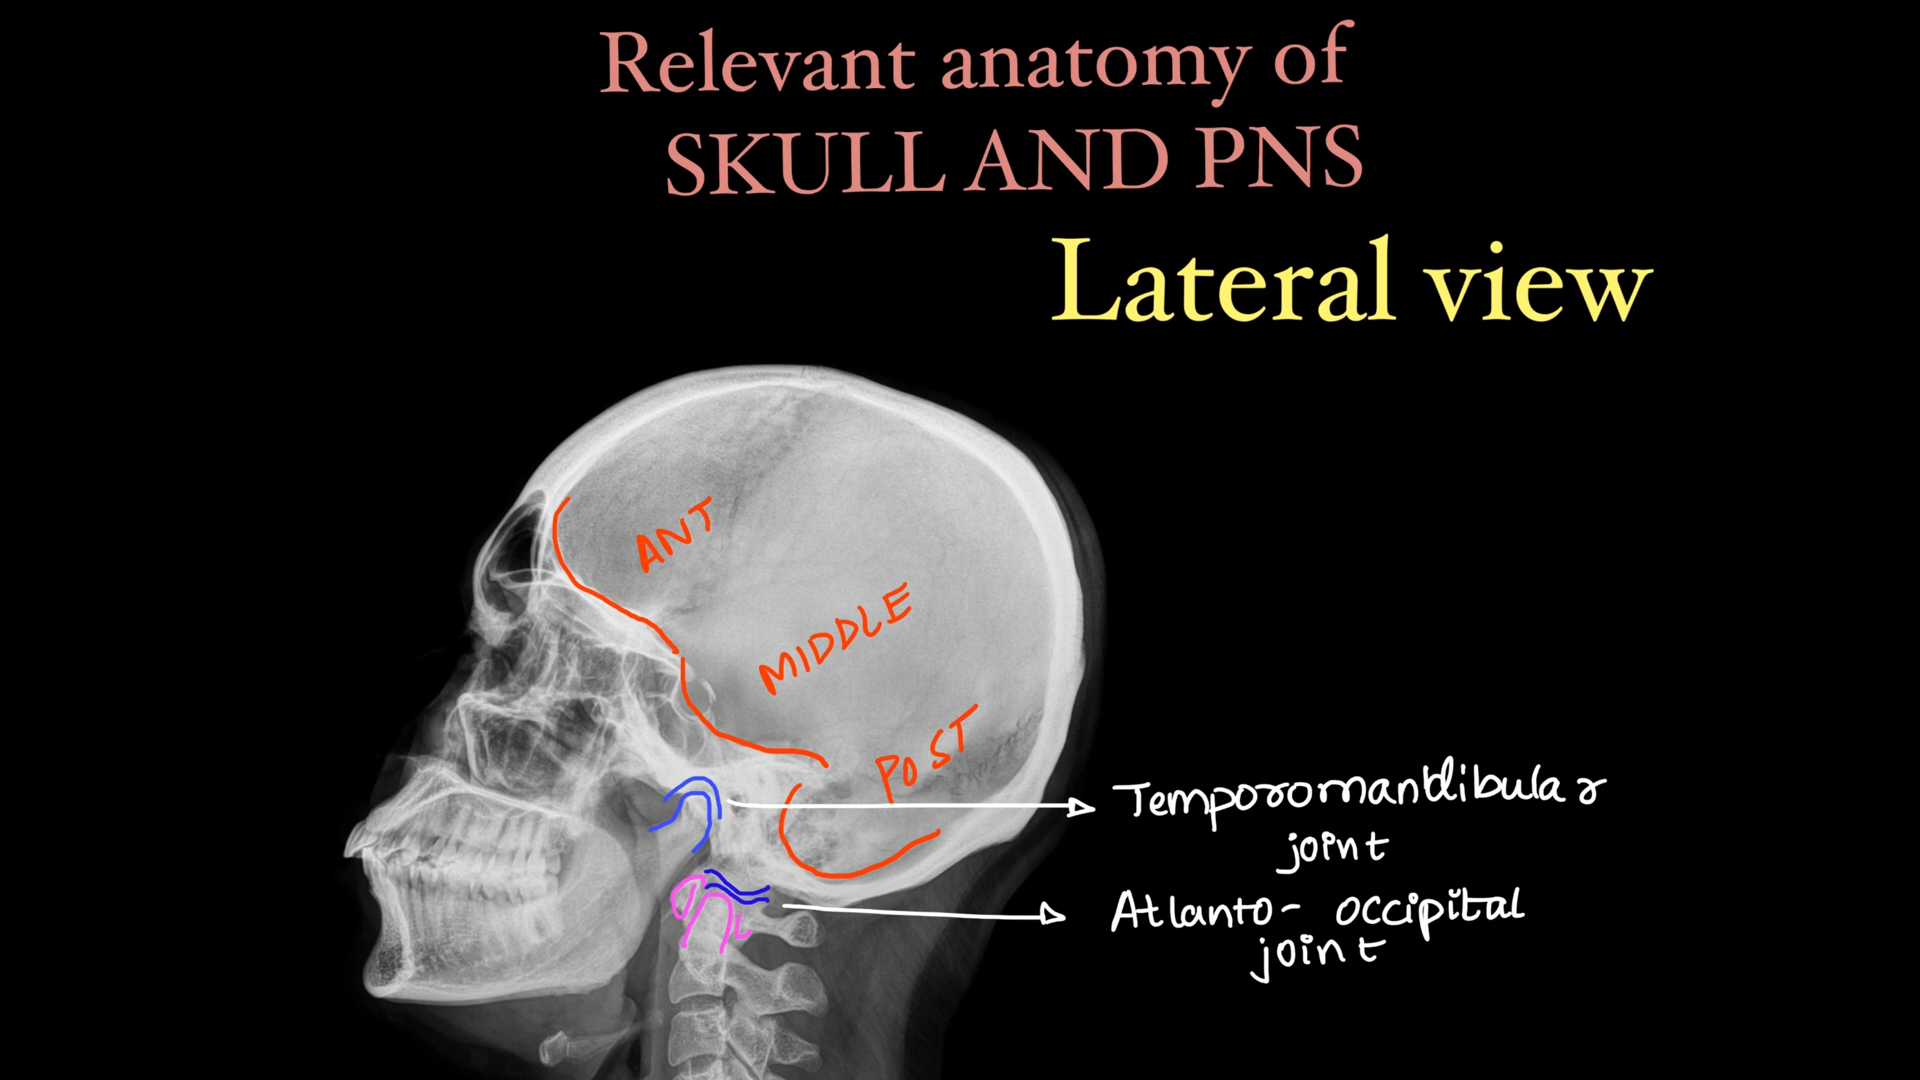 Relevant anatomy of
SKULL AND PNS
Lateral view
ANT
MIDDLE
POST
Temporomandibular
joint
Atlanto- occipital
joint